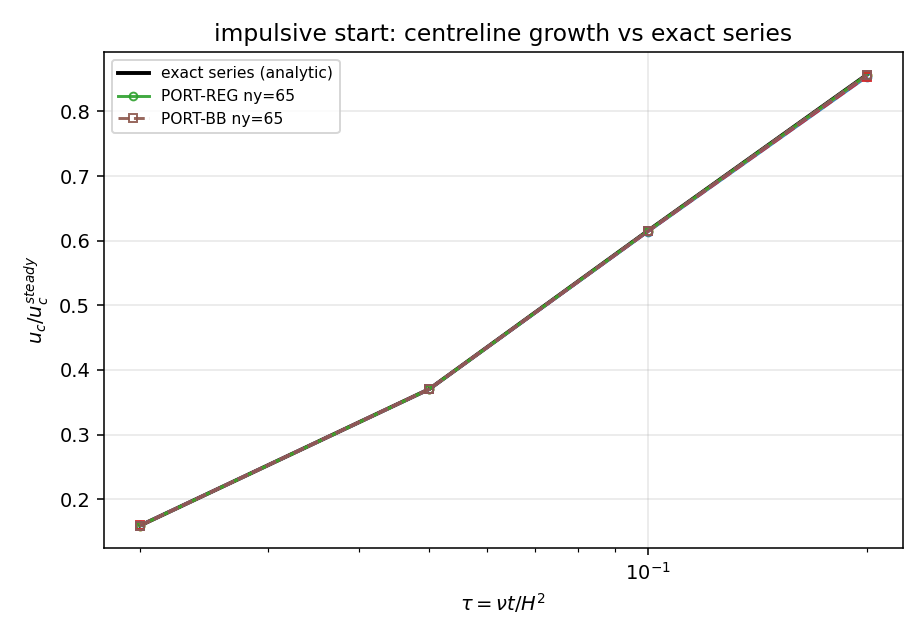 impulsive start: centreline growth vs exact series
exact series (analytic)
PORT-REG ny=65
PORT-BB ny=65
0.8
0.7
0.6
0.5
0.4
0.3
0.2
u_c/u_c^{steady}
10^{-1}
τ = νt/H^2